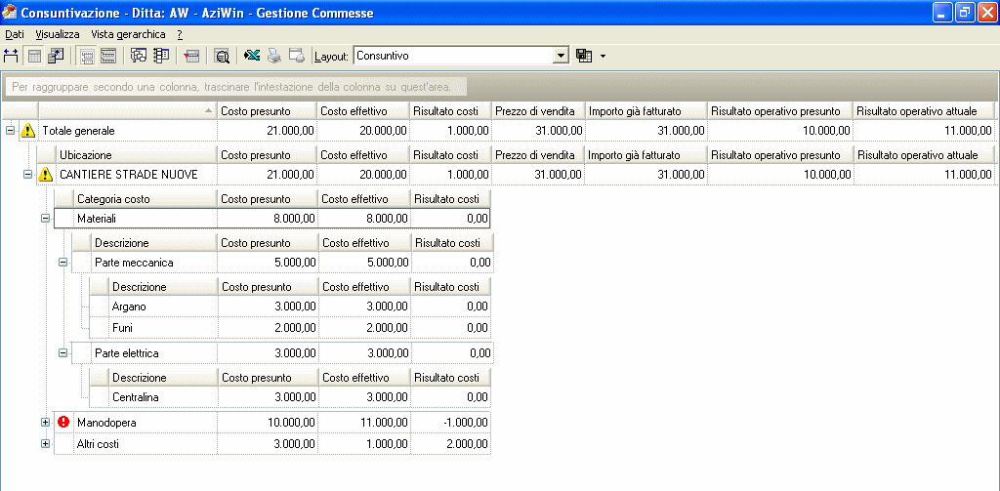 Consuntivazione - Ditta: AW - AziWin - Gestione Commesse
Dati Visualizza Vista gerarchica ?
Layout: Consuntivo
Per raggruppare secondo una colonna, trascinare l'intestazione della colonna su quest'area.
Costo presunto Costo effettivo Risultato costi Prezzo di vendita Importo già fatturato Risultato operativo presunto Risultato operativo attuale
Totale generale 21.000,00 20.000,00 1.000,00 31.000,00 31.000,00 10.000,00 11.000,00
Ubicazione Costo presunto Costo effettivo Risultato costi Prezzo di vendita Importo già fatturato Risultato operativo presunto Risultato operativo attuale
CANTIERE STRADE NUOVE 21.000,00 20.000,00 1.000,00 31.000,00 31.000,00 10.000,00 11.000,00
Categoria costo Costo presunto Costo effettivo Risultato costi
Materiali 8.000,00 8.000,00 0,00
Descrizione Costo presunto Costo effettivo Risultato costi
Parte meccanica 5.000,00 5.000,00 0,00
Descrizione Costo presunto Costo effettivo Risultato costi
Argano 3.000,00 3.000,00 0,00
Funi 2.000,00 2.000,00 0,00
Parte elettrica 3.000,00 3.000,00 0,00
Descrizione Costo presunto Costo effettivo Risultato costi
Centralina 3.000,00 3.000,00 0,00
Manodopera 10.000,00 11.000,00 -1.000,00
Altri costi 3.000,00 1.000,00 2.000,00